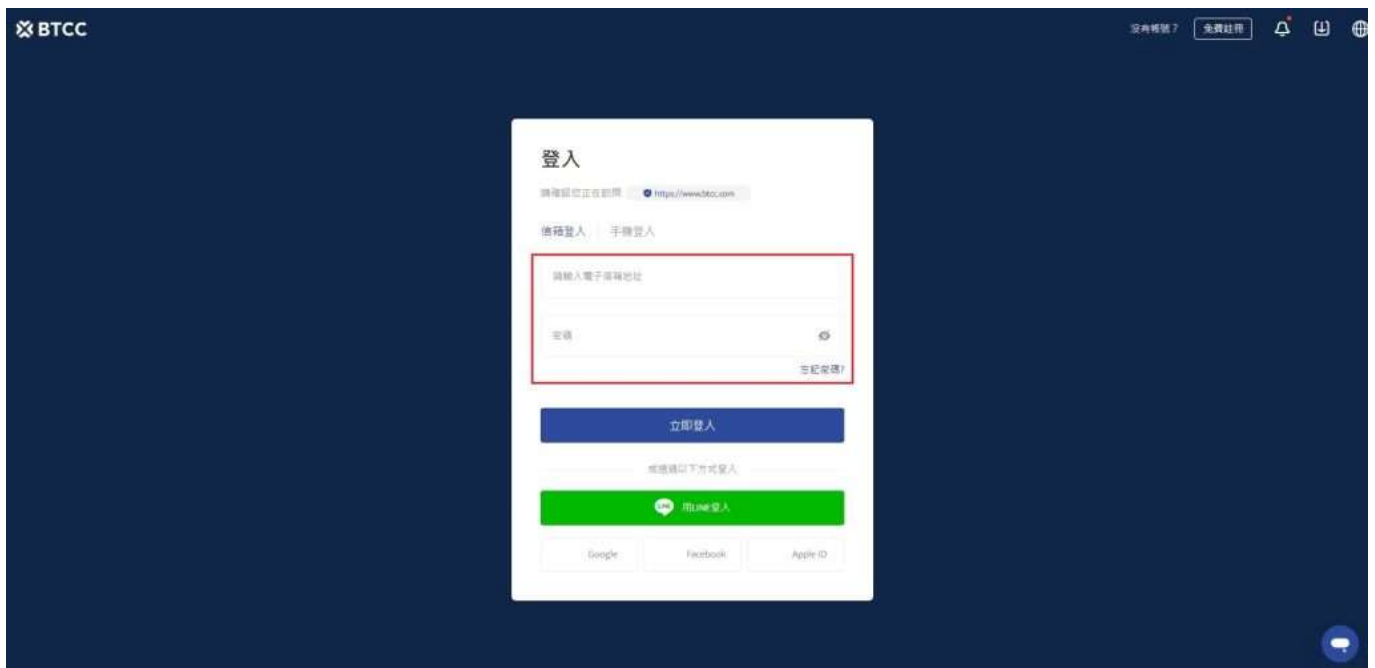 BTCC
沒有帳號？ 免費註冊
登入
請確認您正在訪問 https://www.btcc.com
信箱登入 手機登入
請輸入電子信箱地址
密碼
忘記密碼?
立即登入
或透過以下方式登入
LINE 用LINE登入
Google Facebook Apple ID